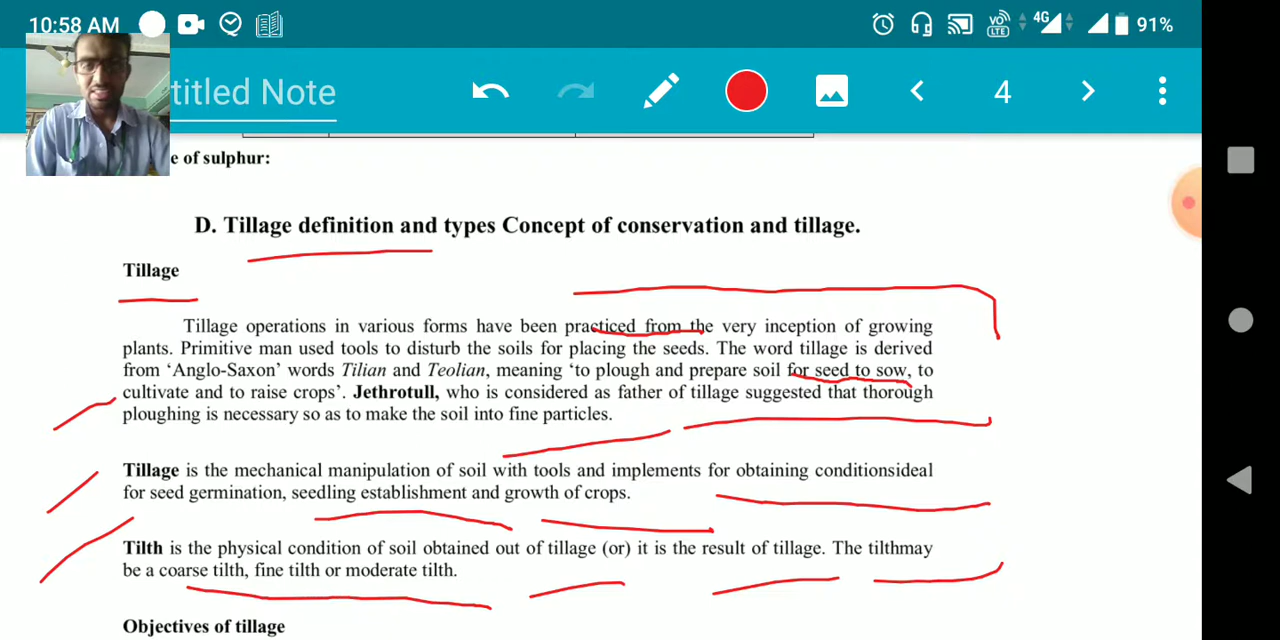 10:58 AM
VO)) LTE
4G
91%
titled Note
4
e of sulphur:
D. Tillage definition and types Concept of conservation and tillage.
Tillage
Tillage operations in various forms have been practiced from the very inception of growing
plants. Primitive man used tools to disturb the soils for placing the seeds. The word tillage is derived
from ‘Anglo-Saxon’ words Tilian and Teolian, meaning ‘to plough and prepare soil for seed to sow, to
cultivate and to raise crops’. Jethrotull, who is considered as father of tillage suggested that thorough
ploughing is necessary so as to make the soil into fine particles.
Tillage is the mechanical manipulation of soil with tools and implements for obtaining conditionsideal
for seed germination, seedling establishment and growth of crops.
Tilth is the physical condition of soil obtained out of tillage (or) it is the result of tillage. The tilthmay
be a coarse tilth, fine tilth or moderate tilth.
Objectives of tillage